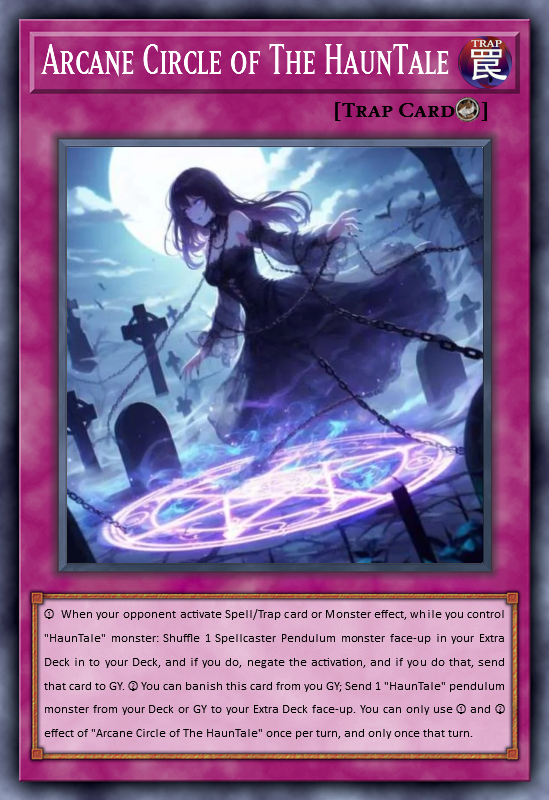 ARCANE CIRCLE OF THE HAUNTALE
TRAP
罠
[TRAP CARD]
① When your opponent activate Spell/Trap card or Monster effect, while you control
"HaunTale" monster: Shuffle 1 Spellcaster Pendulum monster face-up in your Extra
Deck in to your Deck, and if you do, negate the activation, and if you do that, send
that card to GY. ② You can banish this card from you GY; Send 1 "HaunTale" pendulum
monster from your Deck or GY to your Extra Deck face-up. You can only use ① and ②
effect of "Arcane Circle of The HaunTale" once per turn, and only once that turn.